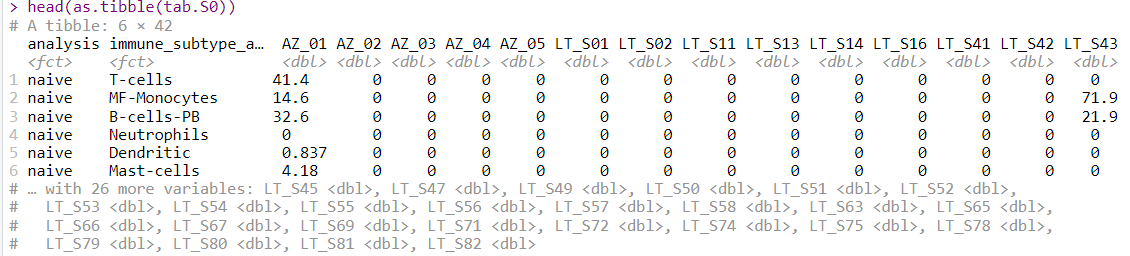 > head(as.tibble(tab.S0))
# A tibble: 6 × 42
  analysis immune_subtype_a… AZ_01 AZ_02 AZ_03 AZ_04 AZ_05 LT_S01 LT_S02 LT_S11 LT_S13 LT_S14 LT_S16 LT_S41 LT_S42 LT_S43
  <fct> <fct> <dbl> <dbl> <dbl> <dbl> <dbl> <dbl> <dbl> <dbl> <dbl> <dbl> <dbl> <dbl> <dbl> <dbl>
1 naive T-cells 41.4 0 0 0 0 0 0 0 0 0 0 0 0 0
2 naive MF-Monocytes 14.6 0 0 0 0 0 0 0 0 0 0 0 0 71.9
3 naive B-cells-PB 32.6 0 0 0 0 0 0 0 0 0 0 0 0 21.9
4 naive Neutrophils 0 0 0 0 0 0 0 0 0 0 0 0 0 0
5 naive Dendritic 0.837 0 0 0 0 0 0 0 0 0 0 0 0 0
6 naive Mast-cells 4.18 0 0 0 0 0 0 0 0 0 0 0 0 0
# … with 26 more variables: LT_S45 <dbl>, LT_S47 <dbl>, LT_S49 <dbl>, LT_S50 <dbl>, LT_S51 <dbl>, LT_S52 <dbl>,
#   LT_S53 <dbl>, LT_S54 <dbl>, LT_S55 <dbl>, LT_S56 <dbl>, LT_S57 <dbl>, LT_S58 <dbl>, LT_S63 <dbl>, LT_S65 <dbl>,
#   LT_S66 <dbl>, LT_S67 <dbl>, LT_S69 <dbl>, LT_S71 <dbl>, LT_S72 <dbl>, LT_S74 <dbl>, LT_S75 <dbl>, LT_S78 <dbl>,
#   LT_S79 <dbl>, LT_S80 <dbl>, LT_S81 <dbl>, LT_S82 <dbl>